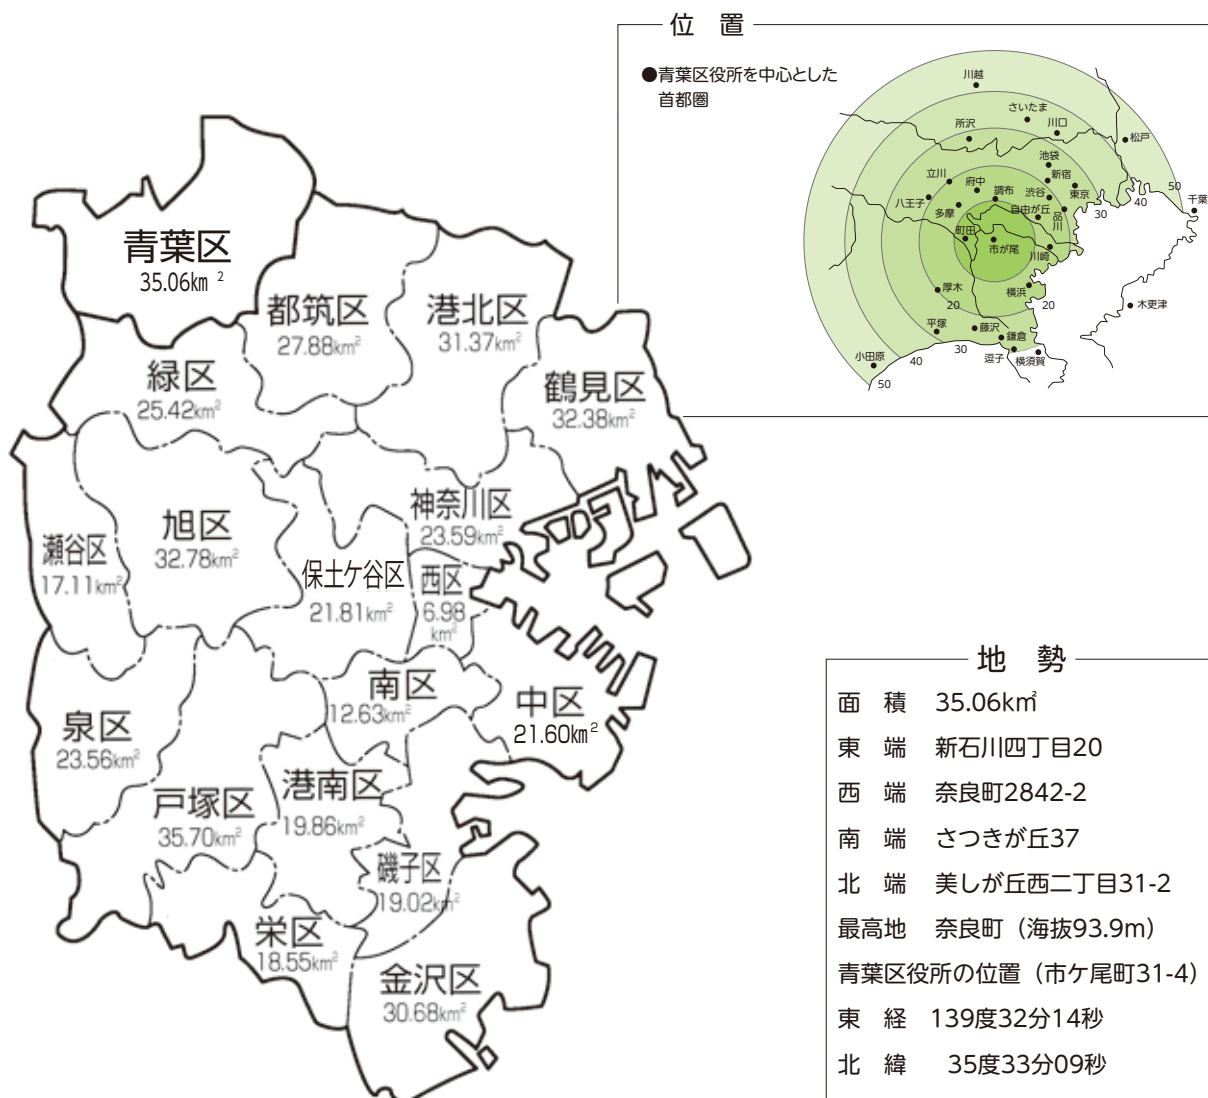 位 置
●青葉区役所を中心とした
首都圏
川越
さいたま
川口
松戸
所沢
池袋
新宿
東京
立川
府中
調布
渋谷
八王子
多摩
自由が丘
品川
町田
市が尾
川崎
千葉
50
40
30
20
厚木
横浜
20
木更津
平塚
藤沢
鎌倉
小田原
逗子
横須賀
30
40
50
青葉区
35.06km²
都筑区
27.88km²
港北区
31.37km²
緑区
25.42km²
鶴見区
32.38km²
神奈川区
23.59km²
旭区
32.78km²
瀬谷区
17.11km²
保土ケ谷区
21.81km²
西区
6.98
km²
南区
12.63km²
中区
21.60km²
泉区
23.56km²
戸塚区
35.70km²
港南区
19.86km²
磯子区
19.02km²
栄区
18.55km²
金沢区
30.68km²
地 勢
面 積 35.06k㎡
東 端 新石川四丁目20
西 端 奈良町2842-2
南 端 さつきが丘37
北 端 美しが丘西二丁目31-2
最高地 奈良町（海抜93.9m）
青葉区役所の位置（市ケ尾町31-4）
東 経 139度32分14秒
北 緯 35度33分09秒